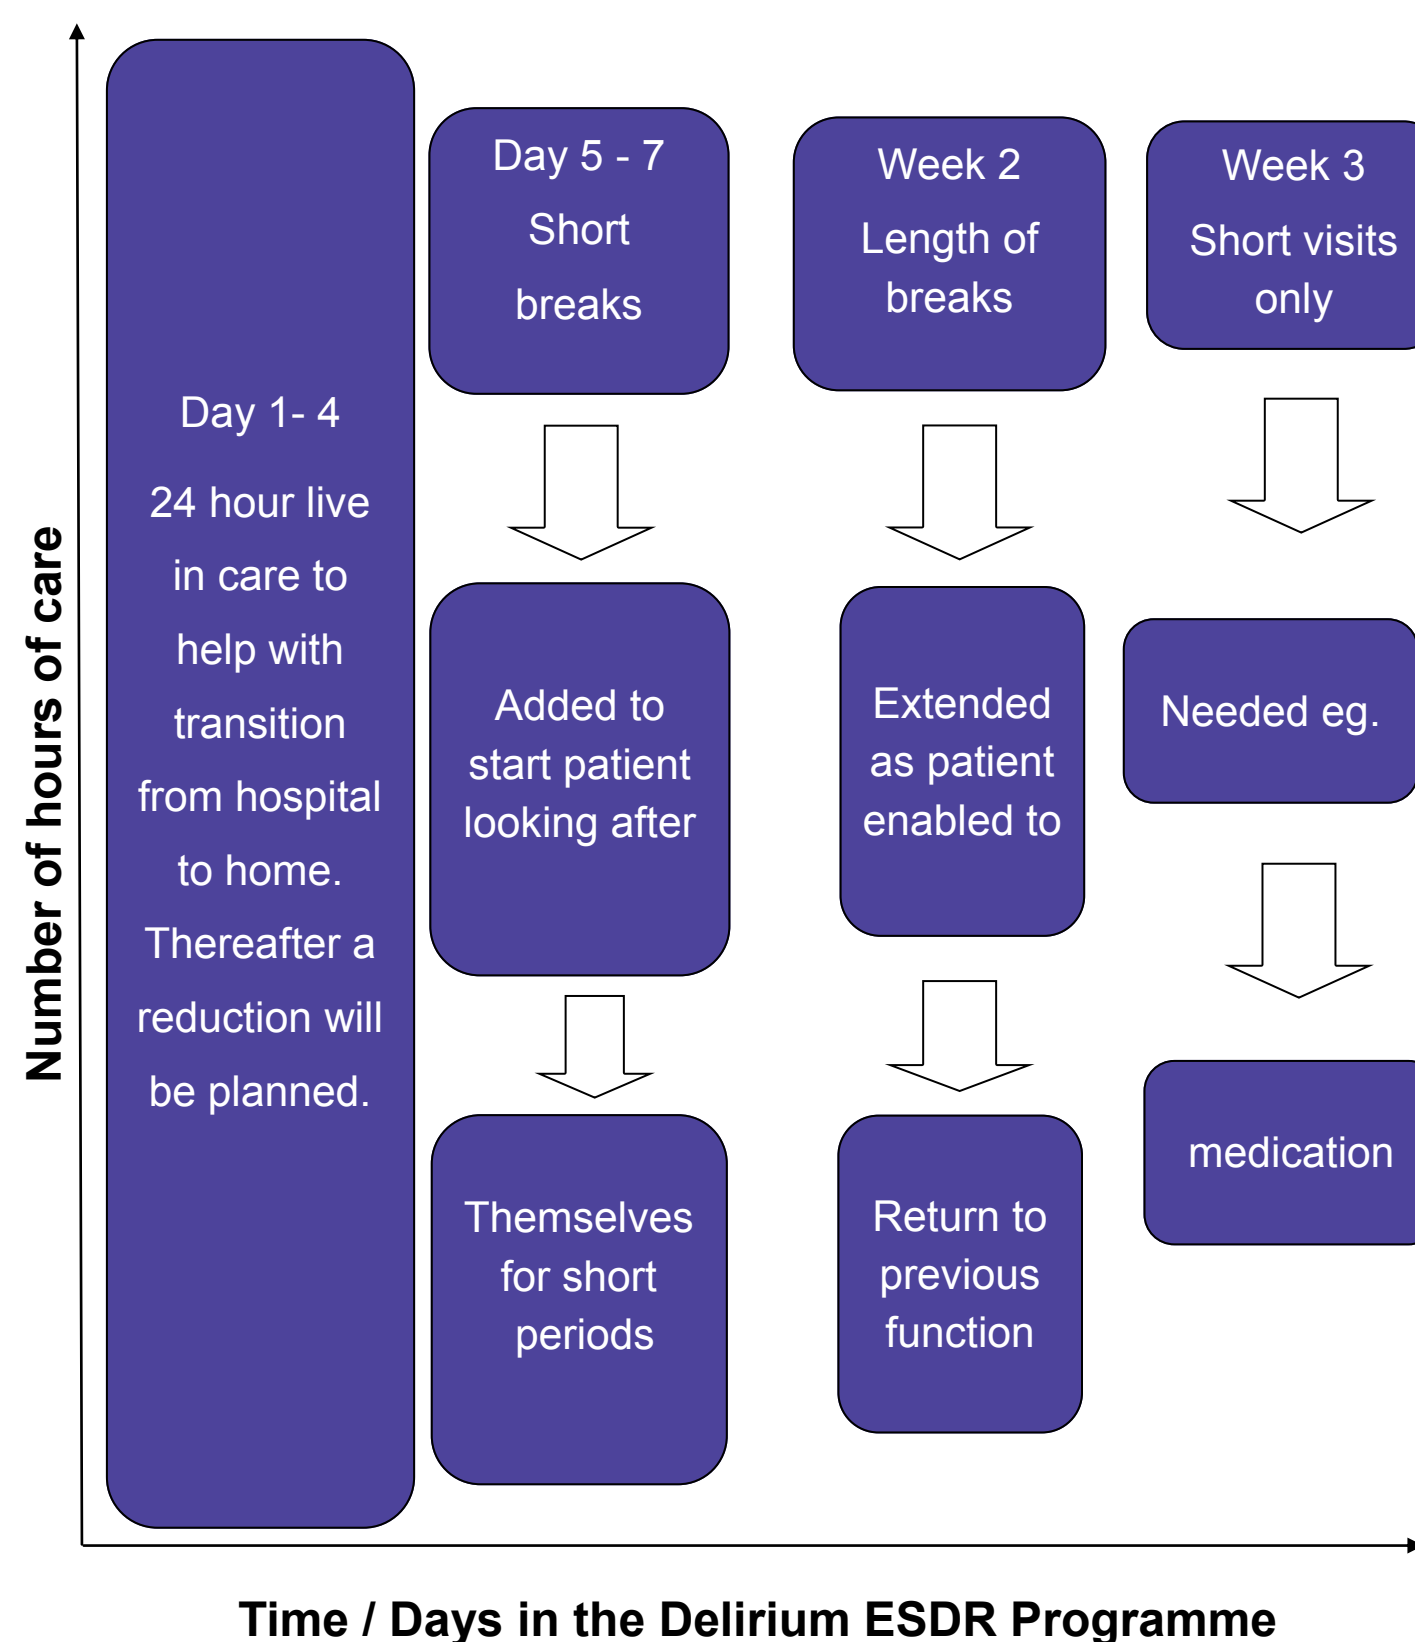 Number of hours of care
Day 1- 4
24 hour live
in care to
help with
transition
from hospital
to home.
Thereafter a
reduction will
be planned.
Day 5 - 7
Short
breaks
Added to
start patient
looking after
Themselves
for short
periods
Week 2
Length of
breaks
Extended
as patient
enabled to
Return to
previous
function
Week 3
Short visits
only
Needed eg.
medication
Time / Days in the Delirium ESDR Programme